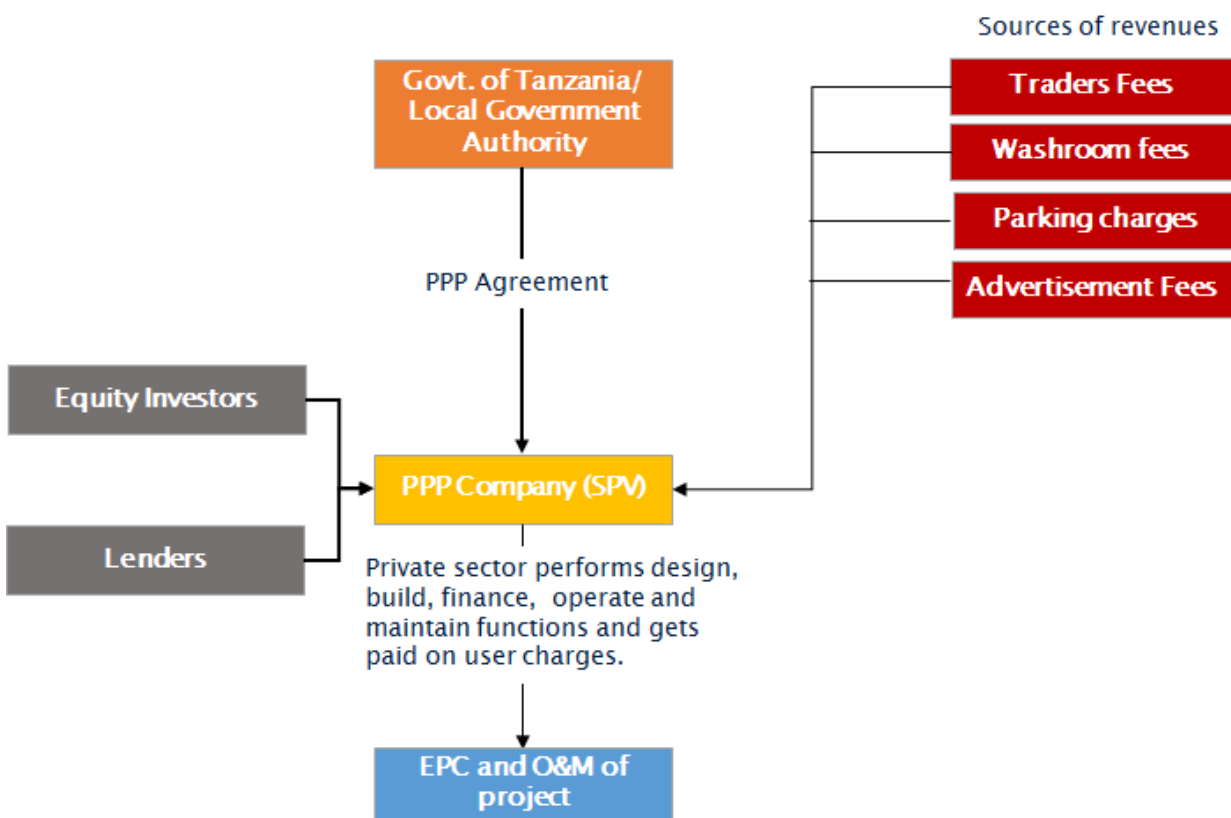 Sources of revenues
Govt. of Tanzania/
Local Government
Authority
Traders Fees
Washroom fees
Parking charges
Advertisement Fees
PPP Agreement
Equity Investors
Lenders
PPP Company (SPV)
Private sector performs design,
build, finance, operate and
maintain functions and gets
paid on user charges.
EPC and O&M of
project